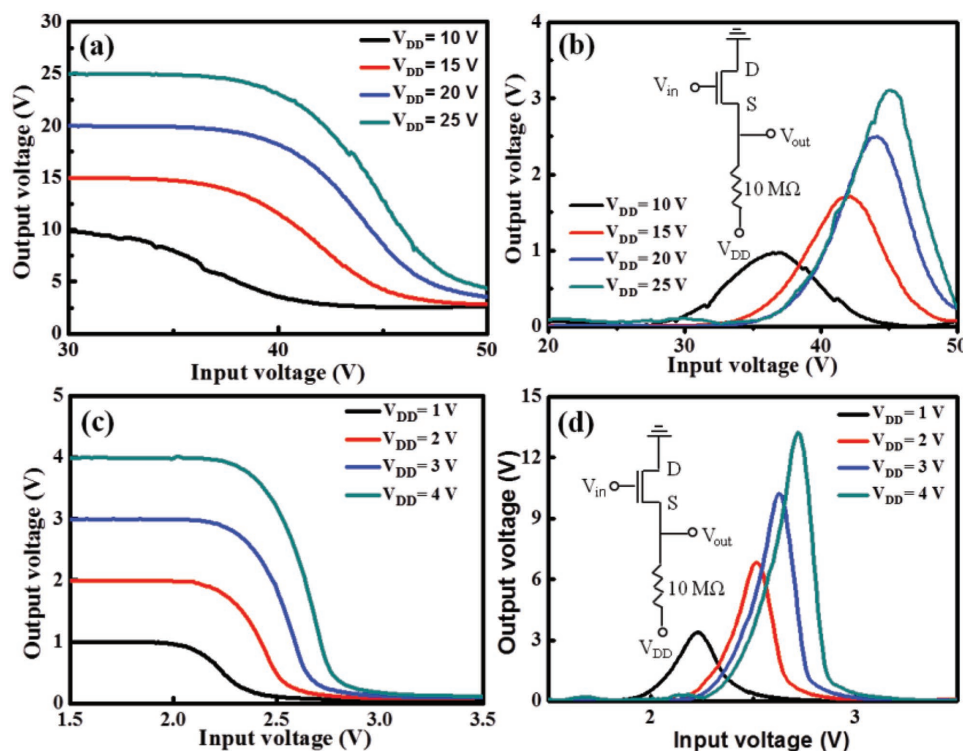 (a)
V_DD= 10 V
V_DD= 15 V
V_DD= 20 V
V_DD= 25 V
Output voltage (V)
30
25
20
15
10
5
0
30 40 50
Input voltage (V)
(b)
D
V_in
S
V_out
10 MΩ
V_DD
V_DD= 10 V
V_DD= 15 V
V_DD= 20 V
V_DD= 25 V
Output voltage (V)
4
3
2
1
0
20 30 40 50
Input voltage (V)
(c)
V_DD= 1 V
V_DD= 2 V
V_DD= 3 V
V_DD= 4 V
Output voltage (V)
5
4
3
2
1
0
1.5 2.0 2.5 3.0 3.5
Input voltage (V)
(d)
V_DD= 1 V
V_DD= 2 V
V_DD= 3 V
V_DD= 4 V
D
V_in
S
V_out
10 MΩ
V_DD
Output voltage (V)
15
12
9
6
3
0
2 3
Input voltage (V)